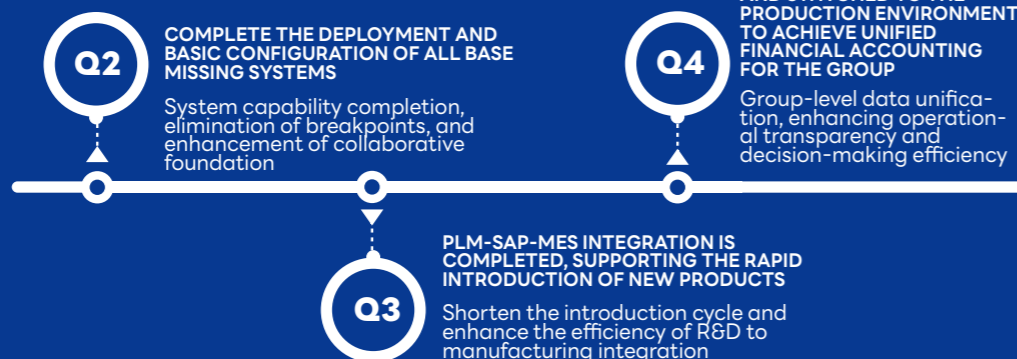 Q2
COMPLETE THE DEPLOYMENT AND
BASIC CONFIGURATION OF ALL BASE
MISSING SYSTEMS
System capability completion,
elimination of breakpoints, and
enhancement of collaborative
foundation
Q3
PLM-SAP-MES INTEGRATION IS
COMPLETED, SUPPORTING THE RAPID
INTRODUCTION OF NEW PRODUCTS
Shorten the introduction cycle and
enhance the efficiency of R&D to
manufacturing integration
Q4
PRODUCTION ENVIRONMENT
TO ACHIEVE UNIFIED
FINANCIAL ACCOUNTING
FOR THE GROUP
Group-level data unifica-
tion, enhancing operation-
al transparency and
decision-making efficiency